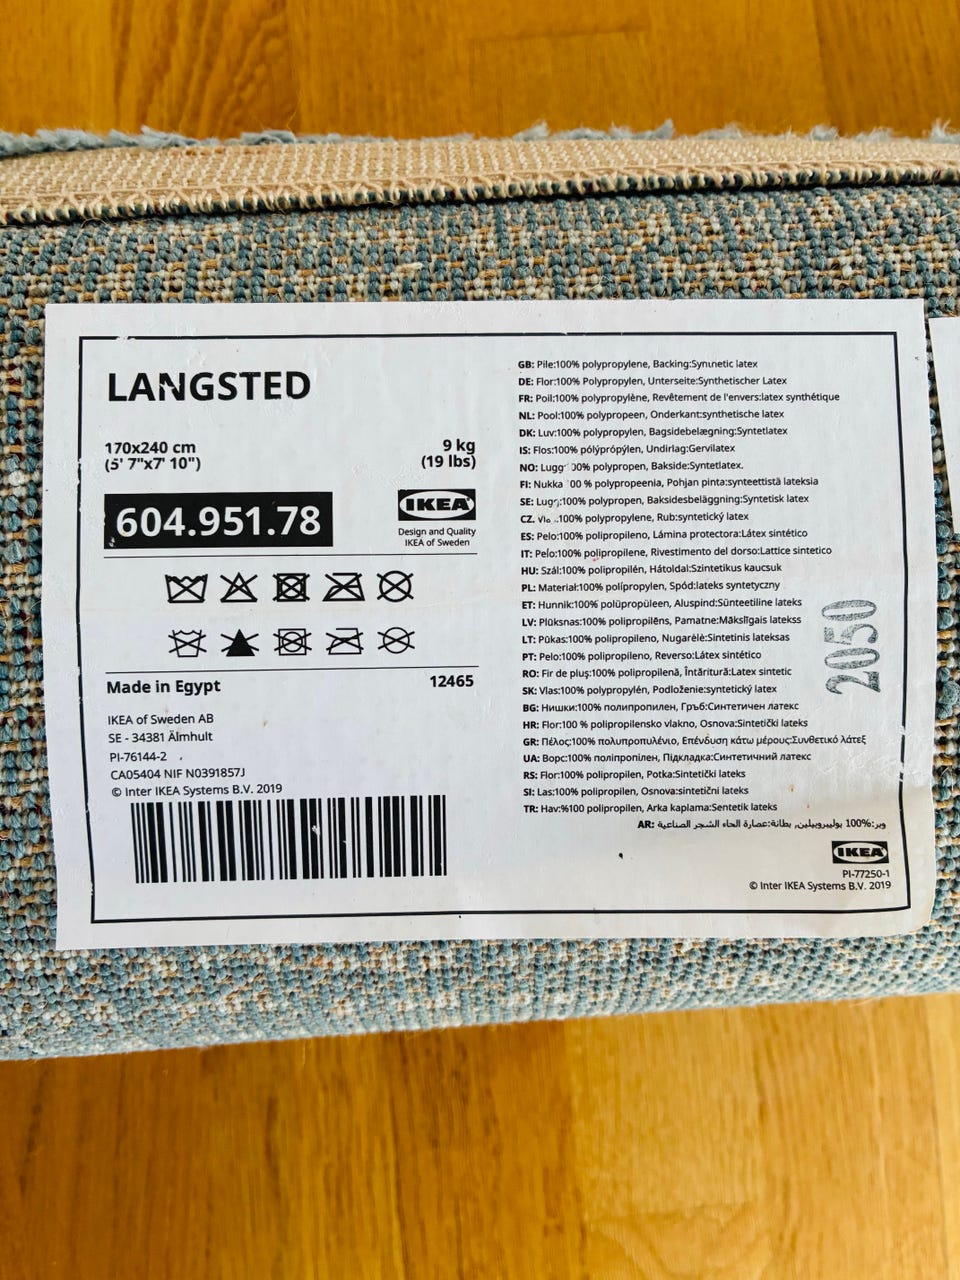 LANGSTED
170x240 cm
(5' 7"x7' 10")
9 kg
(19 lbs)
604.951.78
IKEA
Design and Quality
IKEA of Sweden
Made in Egypt
12465
IKEA of Sweden AB
SE - 34381 Älmhult
PI-76144-2
CA05404 NIF N0391857J
© Inter IKEA Systems B.V. 2019
GB: Pile:100% polypropylene, Backing:Synthetic latex
DE: Flor:100% Polypropylen, Unterseite:Synthetischer Latex
FR: Poil:100% polypropylène, Revêtement de l'envers:latex synthétique
NL: Pool:100% polypropeen, Onderkant:synthetische latex
DK: Luv:100% polypropylen, Bagsidebelægning:Syntetlatex
IS: Flos:100% pólýprópýlen, Undirlag:Gervilatex
NO: polypropen, Bakside:Syntetlatex.
FI: Nukka polypropeenia, Pohjan pinta:synteettistä lateksia
SE: polypropen, Baksidesbeläggning:Syntetisk latex
CZ: polypropylene, Rub:syntetický latex
ES: Pelo:100% polipropileno, Lámina protectora:Látex sintético
IT: Pelo:100% polipropilene, Rivestimento del dorso:Lattice sintetico
HU: Szál:100% polipropilén, Hátoldal:Szintetikus kaucsuk
PL: Materiał:100% polipropylen, Spód:lateks syntetyczny
ET: Hunnik:100% polüpropüleen, Aluspind:Sünteetiline lateks
LV: Plūksnas:100% polipropilēns, Pamatne:Mākslīgais latekss
LT: Pūkas:100% polipropileno, Nugarėlė:Sintetinis lateksas
PT: Pelo:100% polipropileno, Reverso:Látex sintético
RO: Fir de pluș:100% polipropilenă, Întăritură:Latex sintetic
SK: Vlas:100% polypropylén, Podloženie:syntetický latex
BG: Нишки:100% полипропилен, Гръб:Синтетичен латекс
HR: Flor:100 % polipropilensko vlakno, Osnova:Sintetički lateks
GR: Πέλος:100% πολυπροπυλένιο, Επένδυση κάτω μέρους:Συνθετικό λάτεξ
UA: Ворс:100% поліпропілен, Підкладка:Синтетичний латекс
RS: Flor:100% polipropilen, Potka:Sintetički lateks
SI: Las:100% polipropilen, Osnova:sintetični lateks
TR: Hav:%100 polipropilen, Arka kaplama:Sentetik lateks
AR: وبر:100% بوليبروبيلين, بطانة:عصارة لحاء الشجر الصناعية
2050
IKEA
PI-77250-1
© Inter IKEA Systems B.V. 2019